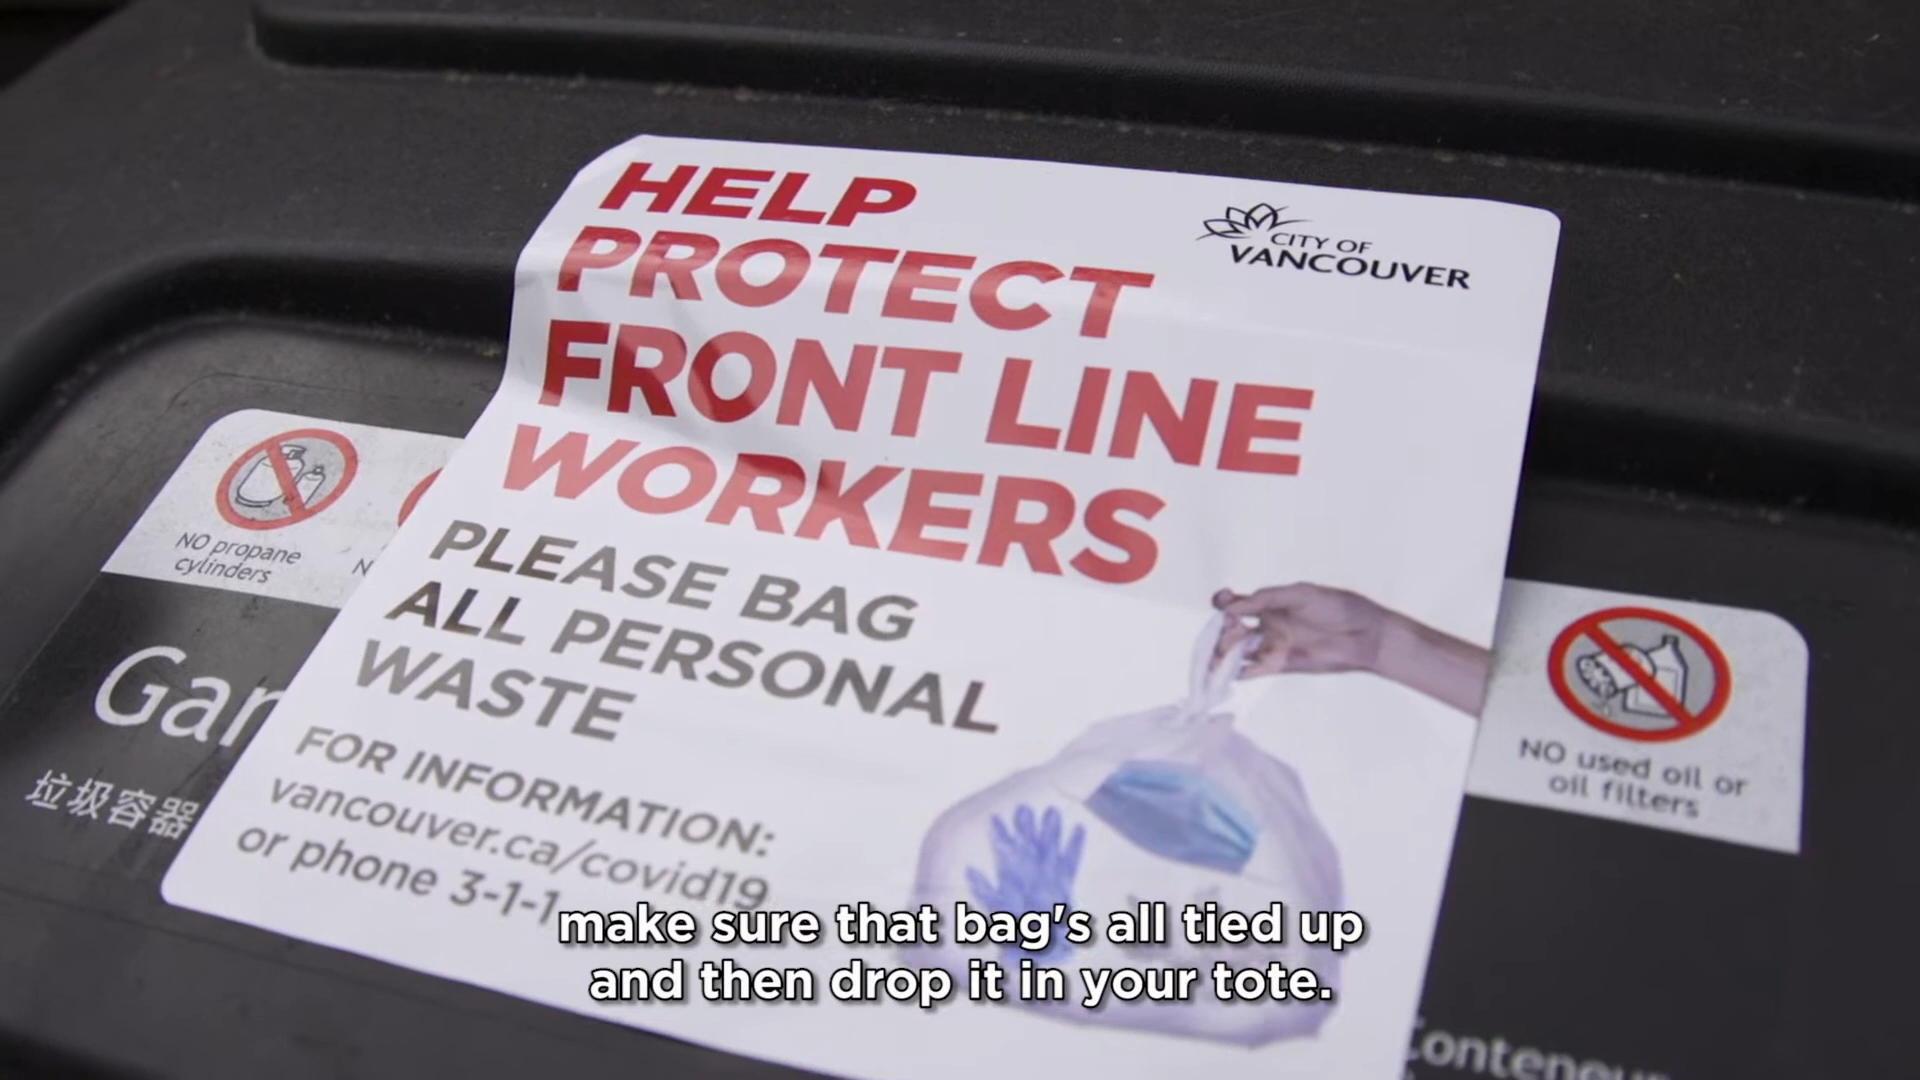 HELP
PROTECT
FRONT LINE
WORKERS
CITY OF
VANCOUVER
PLEASE BAG
ALL PERSONAL
WASTE
FOR INFORMATION:
vancouver.ca/covid19
or phone 3-1-1
NO propane
cylinders
N
Gar
垃圾容器
NO used oil or
oil filters
onteneur
make sure that bag's all tied up
and then drop it in your tote.